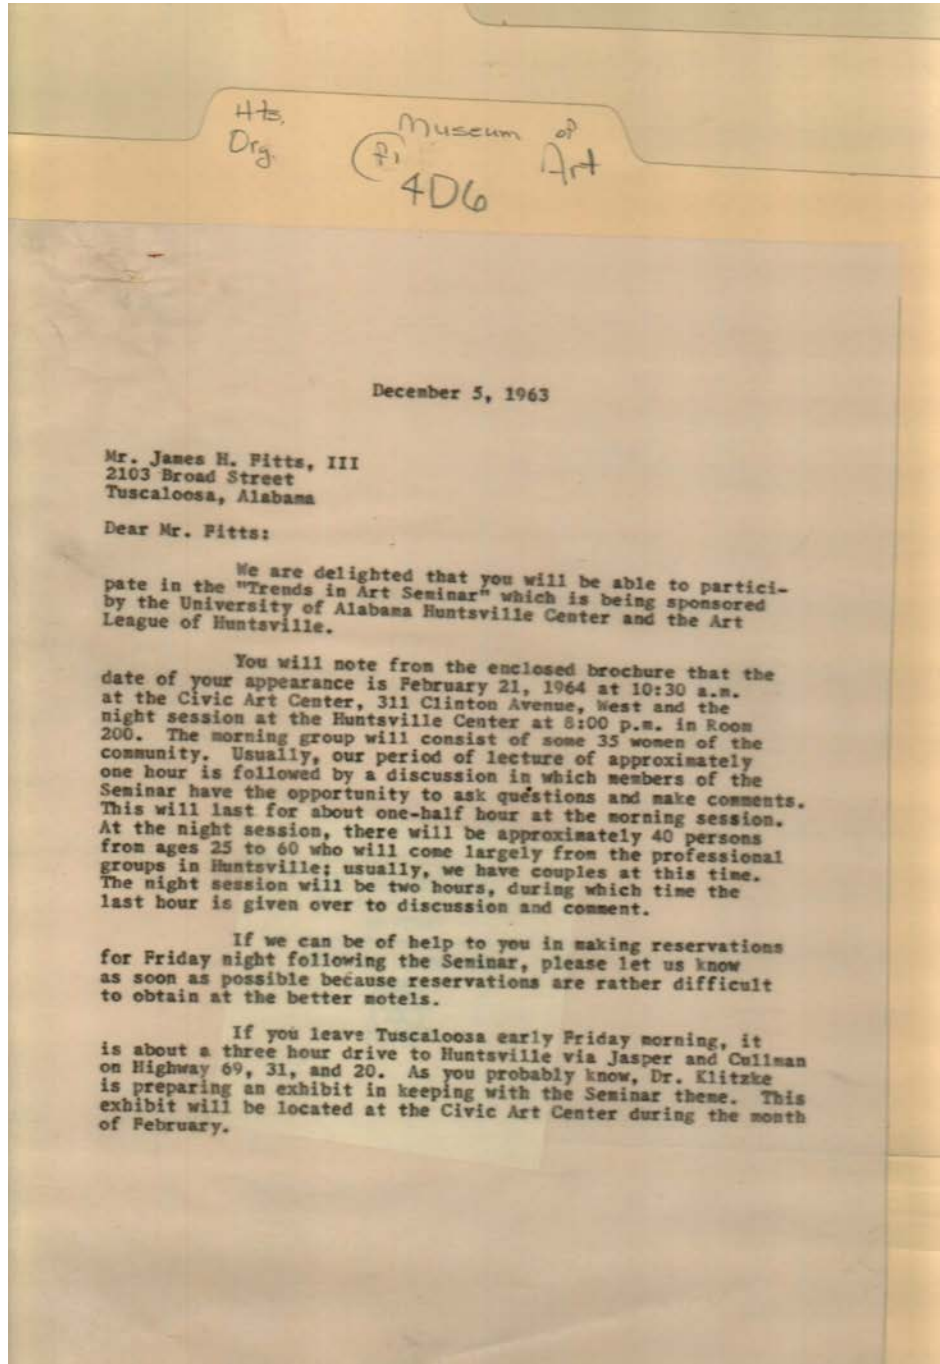 Hts. Museum of
Org. Art
4D6
December 5, 1963
Mr. James H. Pitts, III
2103 Broad Street
Tuscaloosa, Alabama
Dear Mr. Pitts:
We are delighted that you will be able to partici-
pate in the "Trends in Art Seminar" which is being sponsored
by the University of Alabama Huntsville Center and the Art
League of Huntsville.
You will note from the enclosed brochure that the
date of your appearance is February 21, 1964 at 10:30 a.m.
at the Civic Art Center, 311 Clinton Avenue, West and the
night session at the Huntsville Center at 8:00 p.m. in Room
200. The morning group will consist of some 35 women of the
community. Usually, our period of lecture of approximately
one hour is followed by a discussion in which members of the
Seminar have the opportunity to ask questions and make comments.
This will last for about one-half hour at the morning session.
At the night session, there will be approximately 40 persons
from ages 25 to 60 who will come largely from the professional
groups in Huntsville; usually, we have couples at this time.
The night session will be two hours, during which time the
last hour is given over to discussion and comment.
If we can be of help to you in making reservations
for Friday night following the Seminar, please let us know
as soon as possible because reservations are rather difficult
to obtain at the better motels.
If you leave Tuscaloosa early Friday morning, it
is about a three hour drive to Huntsville via Jasper and Cullman
on Highway 69, 31, and 20. As you probably know, Dr. Klitzke
is preparing an exhibit in keeping with the Seminar theme. This
exhibit will be located at the Civic Art Center during the month
of February.